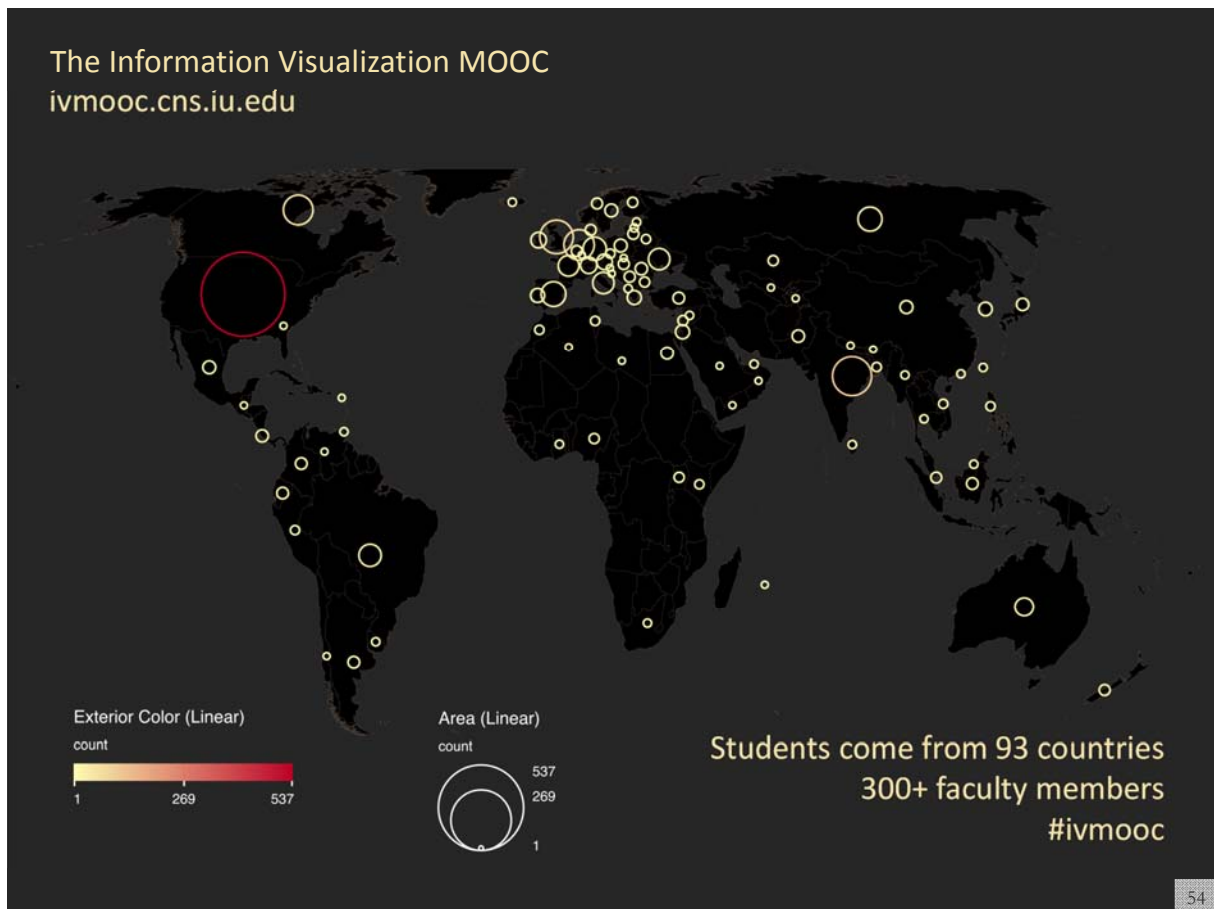 The Information Visualization MOOC
ivmooc.cns.iu.edu
Exterior Color (Linear)
count
1 269 537
Area (Linear)
count
537
269
1
Students come from 93 countries
300+ faculty members
#ivmooc
54